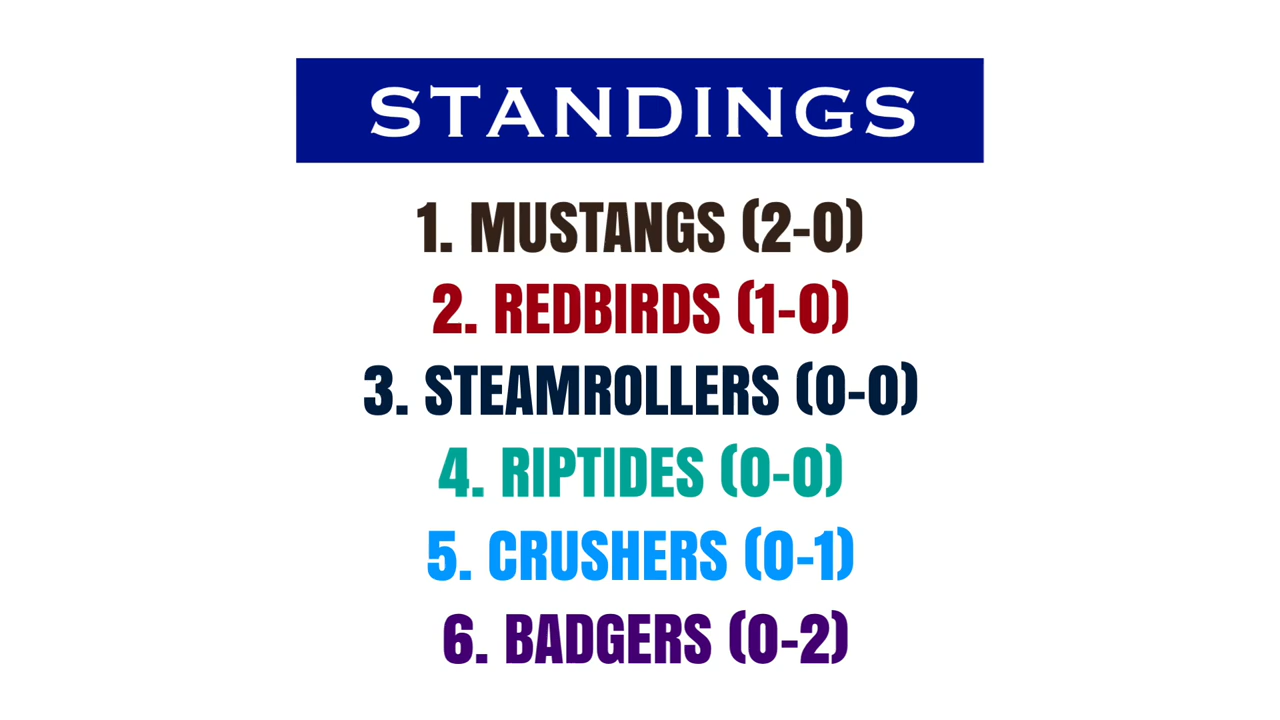 STANDINGS
1. MUSTANGS (2-0)
2. REDBIRDS (1-0)
3. STEAMROLLERS (0-0)
4. RIPTIDES (0-0)
5. CRUSHERS (0-1)
6. BADGERS (0-2)